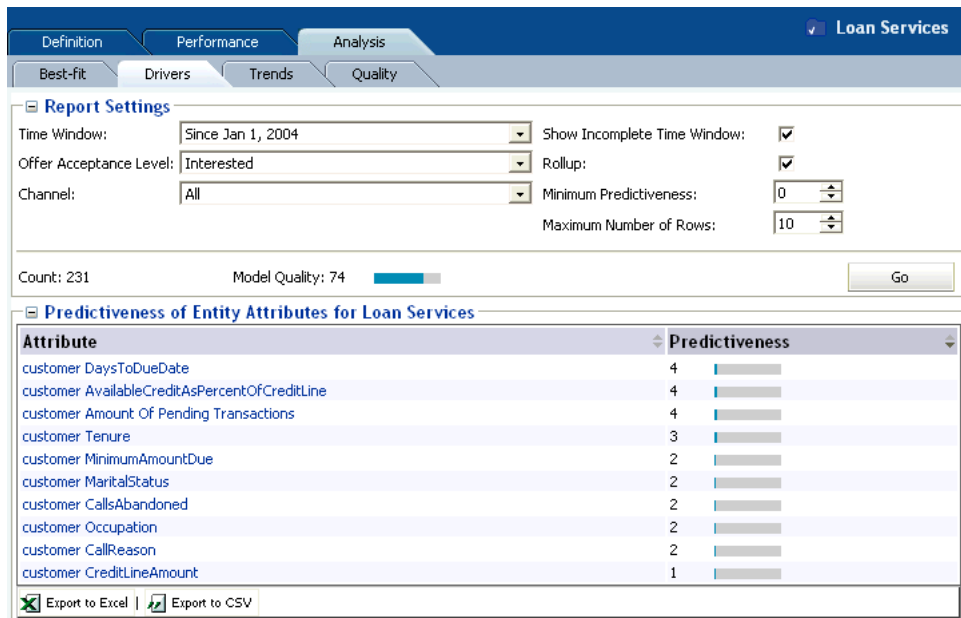 Loan Services
Definition Performance Analysis
Best-fit Drivers Trends Quality
Report Settings
Time Window: Since Jan 1, 2004 Show Incomplete Time Window:
Offer Acceptance Level: Interested Rollup:
Channel: All Minimum Predictiveness: 0
Maximum Number of Rows: 10
Count: 231 Model Quality: 74 Go
Predictiveness of Entity Attributes for Loan Services
Attribute Predictiveness
customer DaysToDueDate 4
customer AvailableCreditAsPercentOfCreditLine 4
customer Amount Of Pending Transactions 4
customer Tenure 3
customer MinimumAmountDue 2
customer MaritalStatus 2
customer CallsAbandoned 2
customer Occupation 2
customer CallReason 2
customer CreditLineAmount 1
Export to Excel | Export to CSV